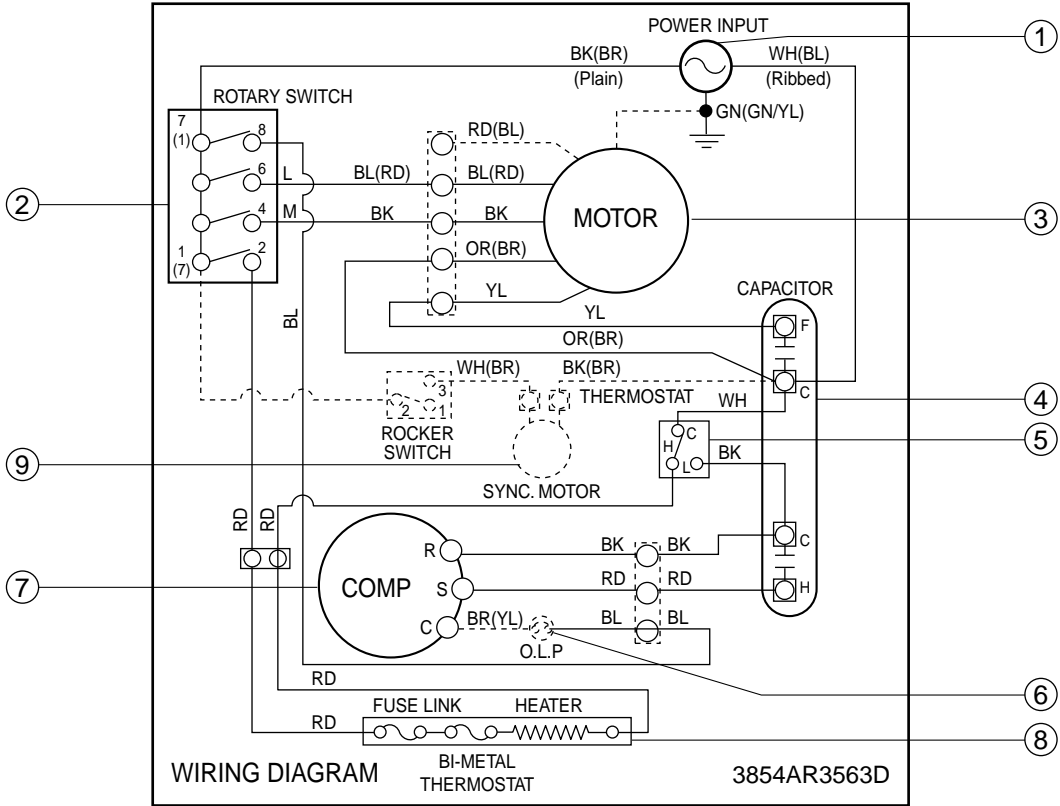 POWER INPUT
1
BK(BR)
(Plain)
WH(BL)
(Ribbed)
GN(GN/YL)
ROTARY SWITCH
7
(1)
8
6
L
4
M
1
(7)
2
2
RD(BL)
BL(RD)
BL(RD)
BK
BK
OR(BR)
YL
MOTOR
3
BL
CAPACITOR
YL
F
OR(BR)
C
4
WH(BR)
BK(BR)
3
2
1
ROCKER
SWITCH
THERMOSTAT
WH
C
H
L
BK
5
9
SYNC. MOTOR
RD
RD
COMP
7
R
S
C
BK
BK
C
RD
RD
H
BR(YL)
BL
BL
O.L.P
6
RD
RD
FUSE LINK
HEATER
8
BI-METAL
THERMOSTAT
WIRING DIAGRAM
3854AR3563D